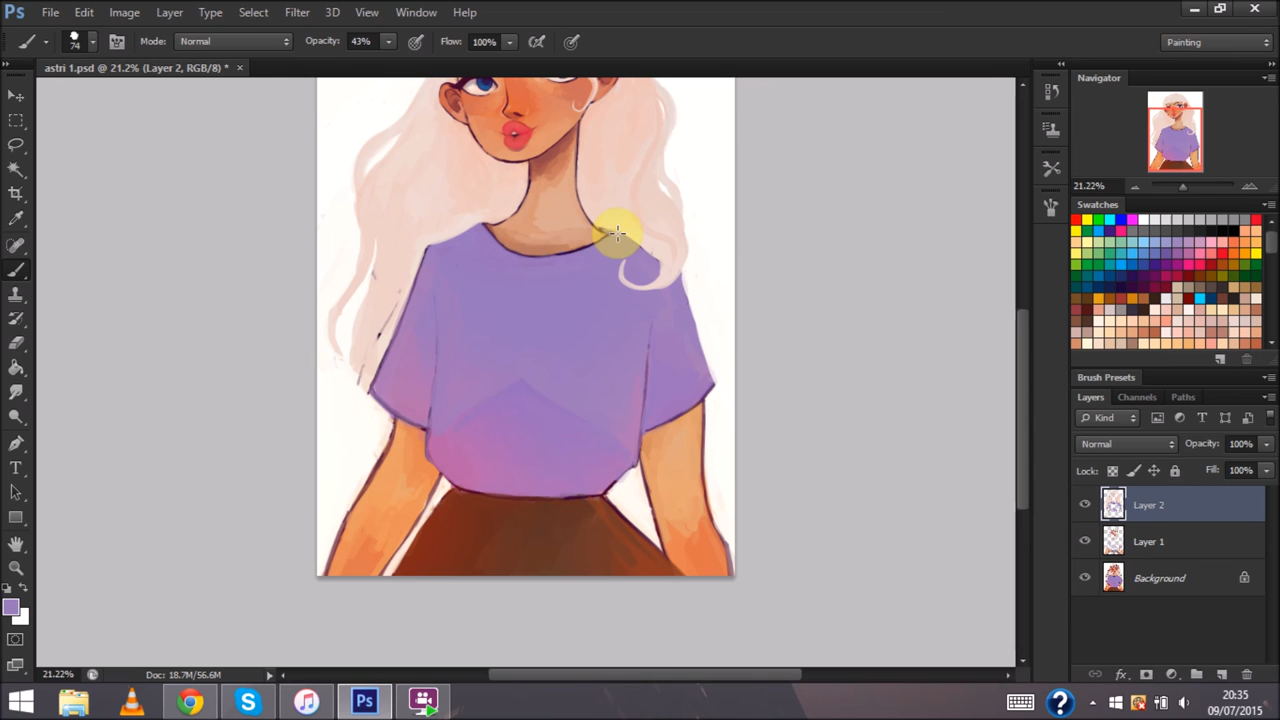 Ps File Edit Image Layer Type Select Filter 3D View Window Help
74 Mode: Normal Opacity: 43% Flow: 100% Painting
astri 1.psd @ 21.2% (Layer 2, RGB/8) * ×
Navigator
21.22%
Swatches
Brush Presets
Layers Channels Paths
Kind
Normal Opacity: 100%
Lock: Fill: 100%
Layer 2
Layer 1
Background
21.22% Doc: 18.7M/56.6M
fx
Ps 20:35
09/07/2015